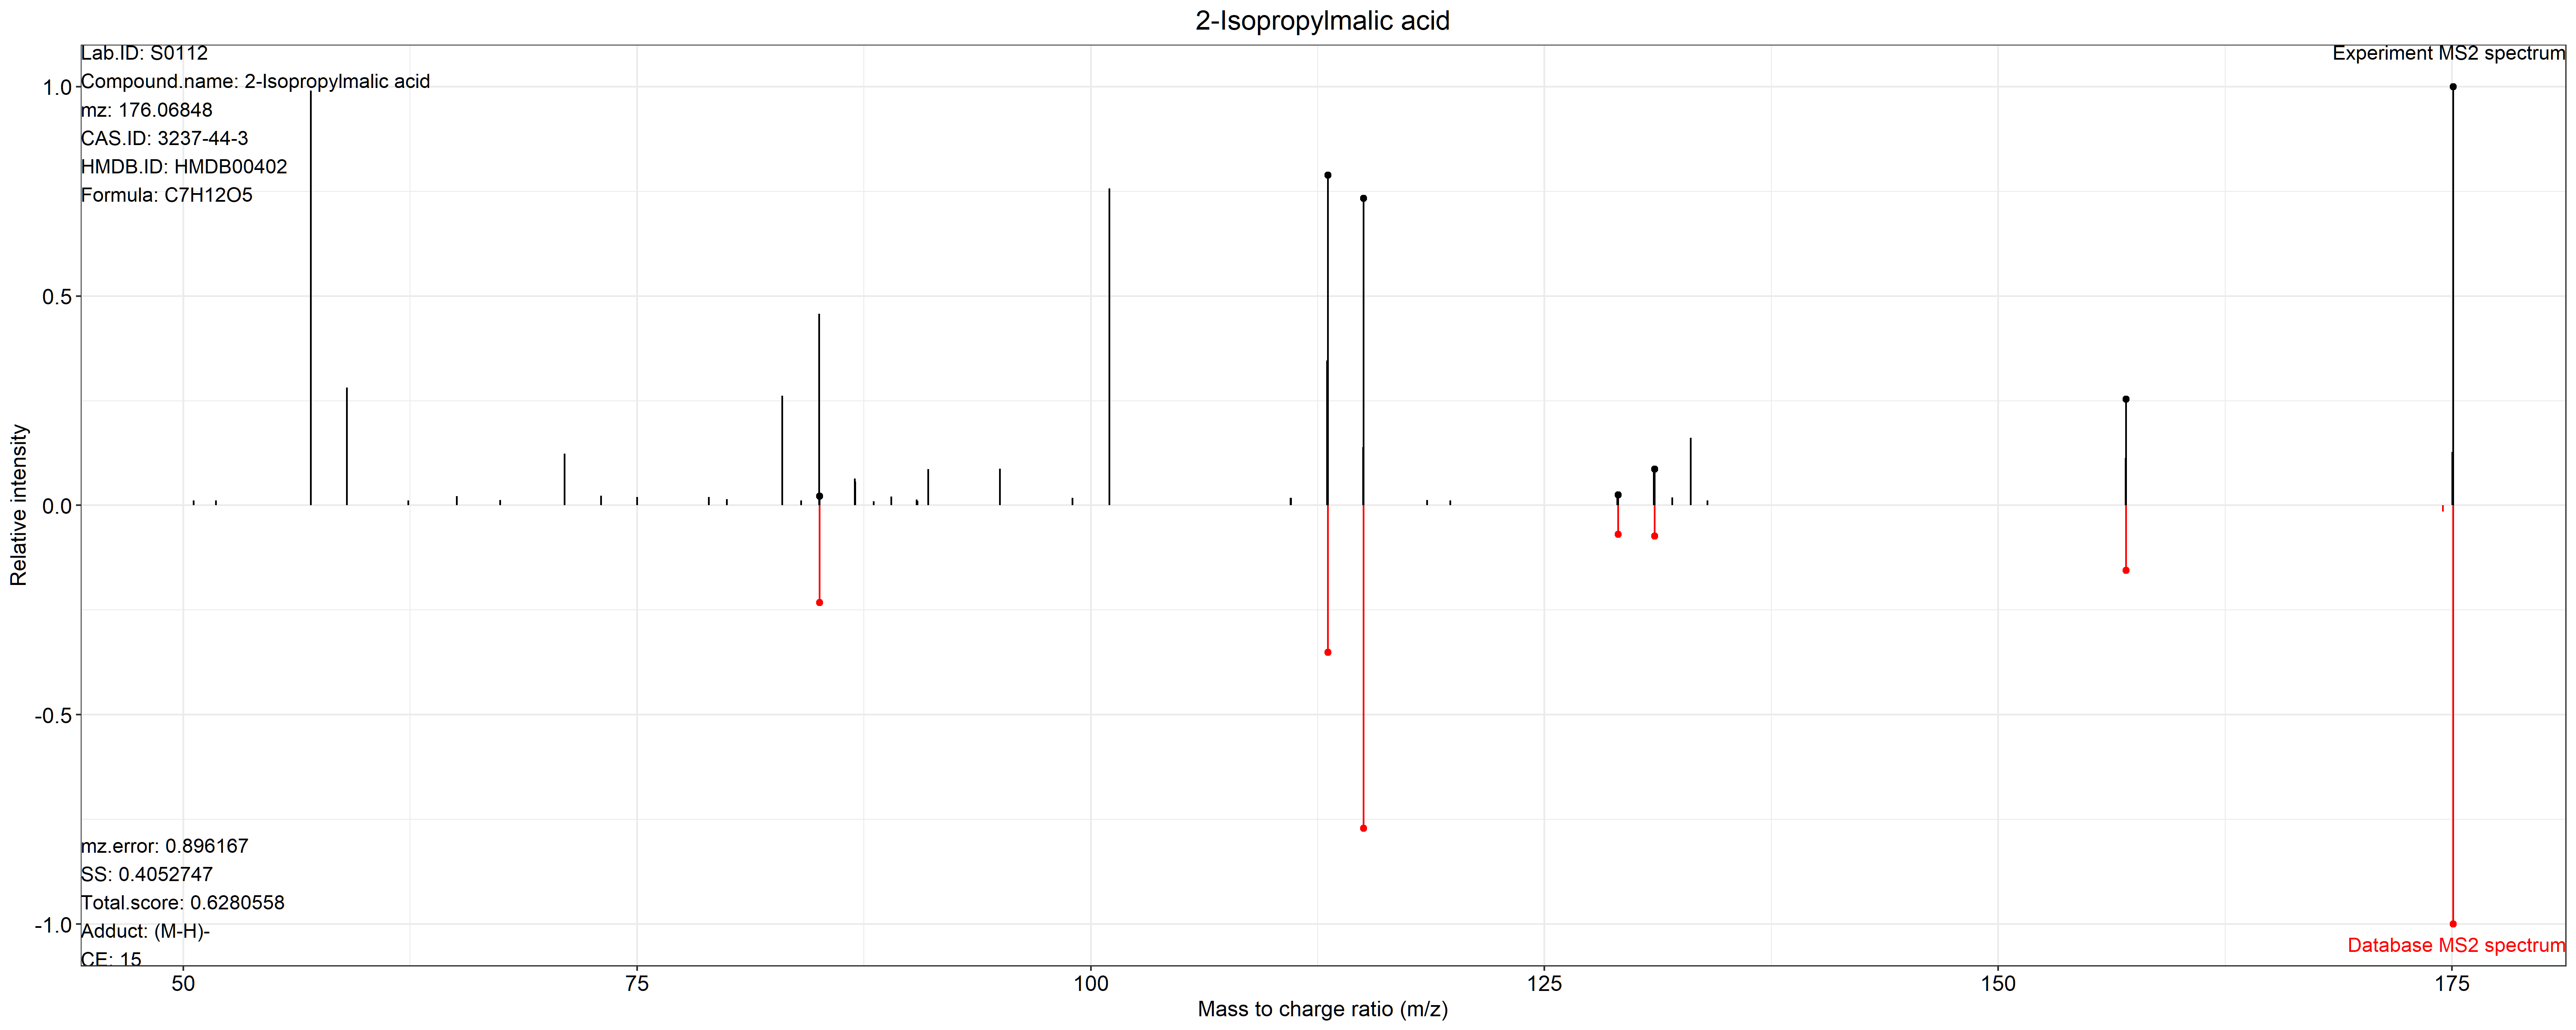 2-Isopropylmalic acid
Lab.ID: S0112
Experiment MS2 spectrum
Compound.name: 2-Isopropylmalic acid
mz: 176.06848
CAS.ID: 3237-44-3
HMDB.ID: HMDB00402
Formula: C7H12O5
1.0
0.5
0.0
-0.5
-1.0
Relative intensity
mz.error: 0.896167
SS: 0.4052747
Total.score: 0.6280558
Adduct: (M-H)-
CE: 15
Database MS2 spectrum
50 75 100 125 150 175
Mass to charge ratio (m/z)